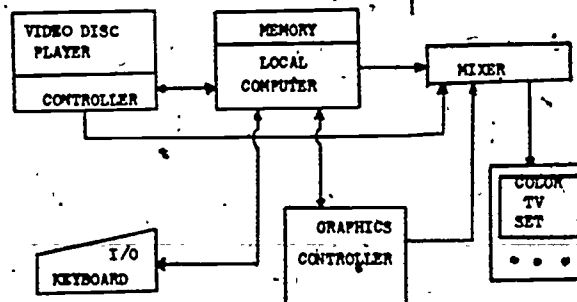 VIDEO DISC
PLAYER
CONTROLLER
MEMORY
LOCAL
COMPUTER
MIXER
COLOR
TV
SET
GRAPHICS
CONTROLLER
I/O
KEYBOARD